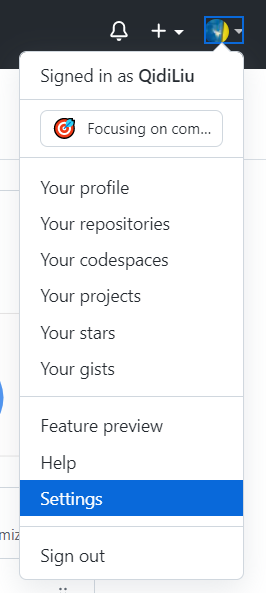 Signed in as QidiLiu
Focusing on com...
Your profile
Your repositories
Your codespaces
Your projects
Your stars
Your gists
Feature preview
Help
Settings
miz
Sign out